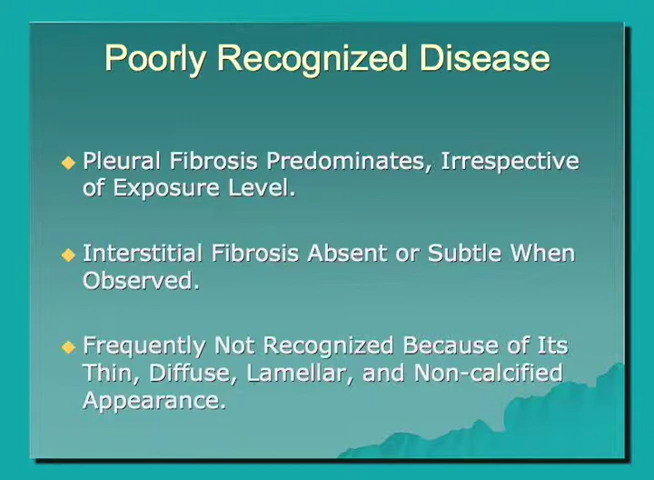 Poorly Recognized Disease
Pleural Fibrosis Predominates, Irrespective
of Exposure Level.
Interstitial Fibrosis Absent or Subtle When
Observed.
Frequently Not Recognized Because of Its
Thin, Diffuse, Lamellar, and Non-calcified
Appearance.